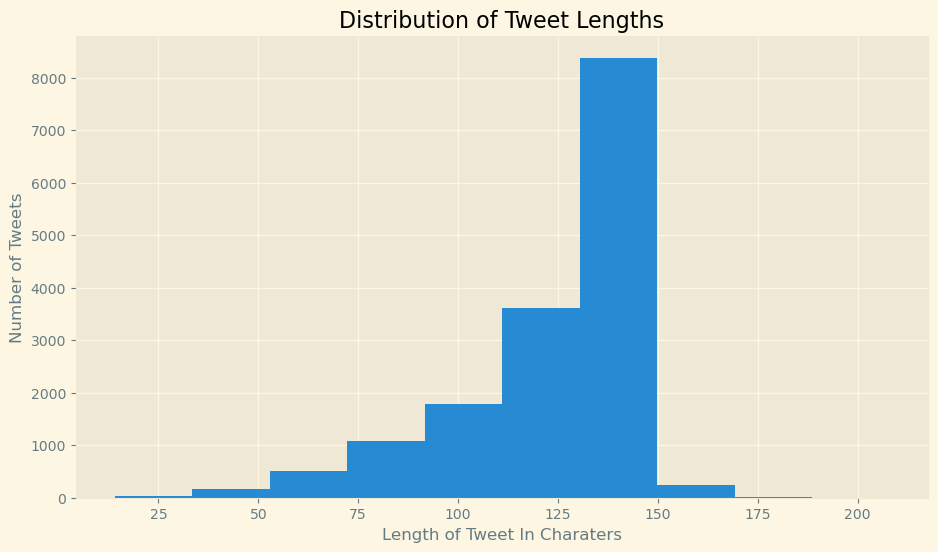 Distribution of Tweet Lengths
Number of Tweets
8000
7000
6000
5000
4000
3000
2000
1000
0
25 50 75 100 125 150 175 200
Length of Tweet In Charaters